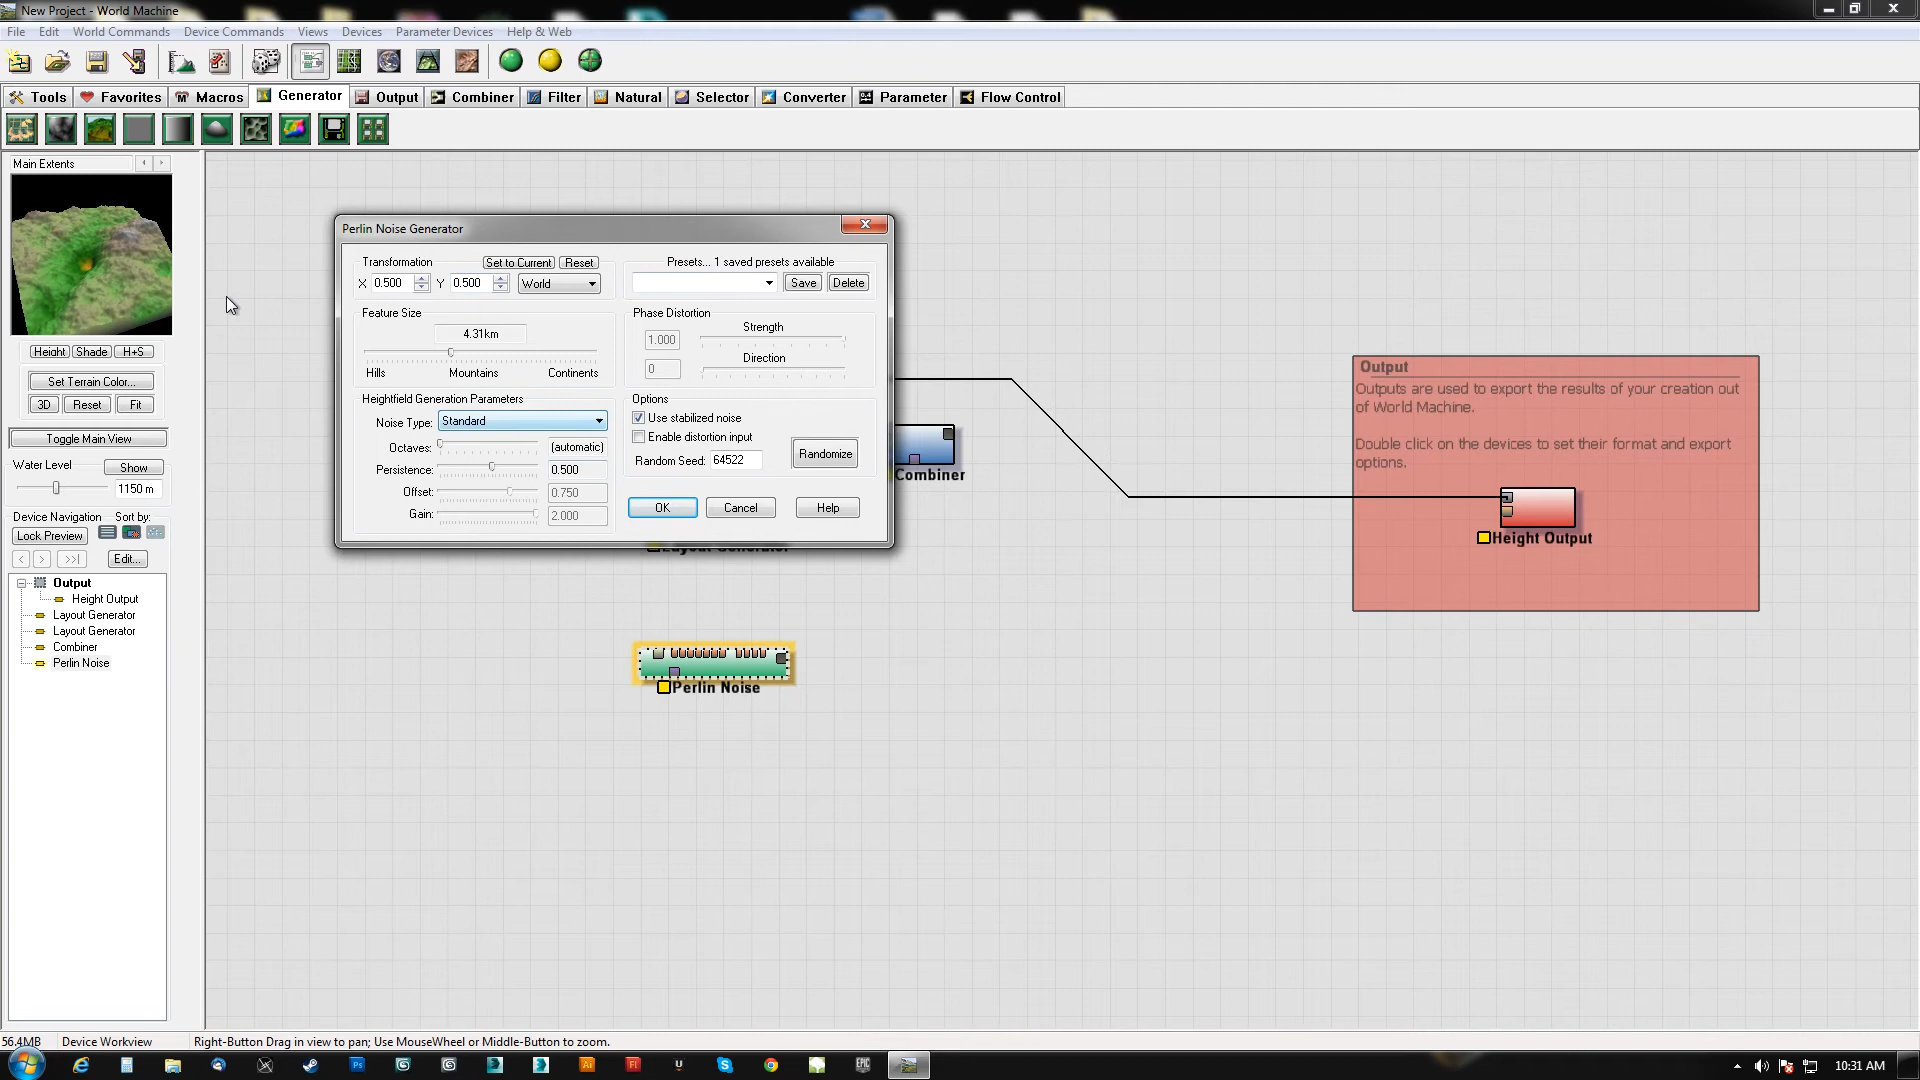 New Project - World Machine
File Edit World Commands Device Commands Views Devices Parameter Devices Help & Web
Tools Favorites Macros Generator Output Combiner Filter Natural Selector Converter Parameter Flow Control
Main Extents
Height Shade H+S
Set Terrain Color...
3D Reset Fit
Toggle Main View
Water Level Show
1150 m
Device Navigation Sort by:
Lock Preview
< > >>| Edit...
Output
Height Output
Layout Generator
Layout Generator
Combiner
Perlin Noise
Perlin Noise Generator
Transformation Set to Current Reset
X 0.500 Y 0.500 World
Feature Size
4.31km
Hills Mountains Continents
Heightfield Generation Parameters
Noise Type: Standard
Octaves: (automatic)
Persistence: 0.500
Offset: 0.750
Gain: 2.000
Presets... 1 saved presets available
Save Delete
Phase Distortion
Strength
1.000
Direction
0
Options
Use stabilized noise
Enable distortion input
Random Seed: 64522
Randomize
OK Cancel Help
Layout Generator
Combiner
Perlin Noise
Output
Outputs are used to export the results of your creation out
of World Machine.
Double click on the devices to set their format and export
options.
Height Output
56.4MB Device Workview Right-Button Drag in view to pan; Use MouseWheel or Middle-Button to zoom.
Ps Ai Fl EPIC 10:31 AM